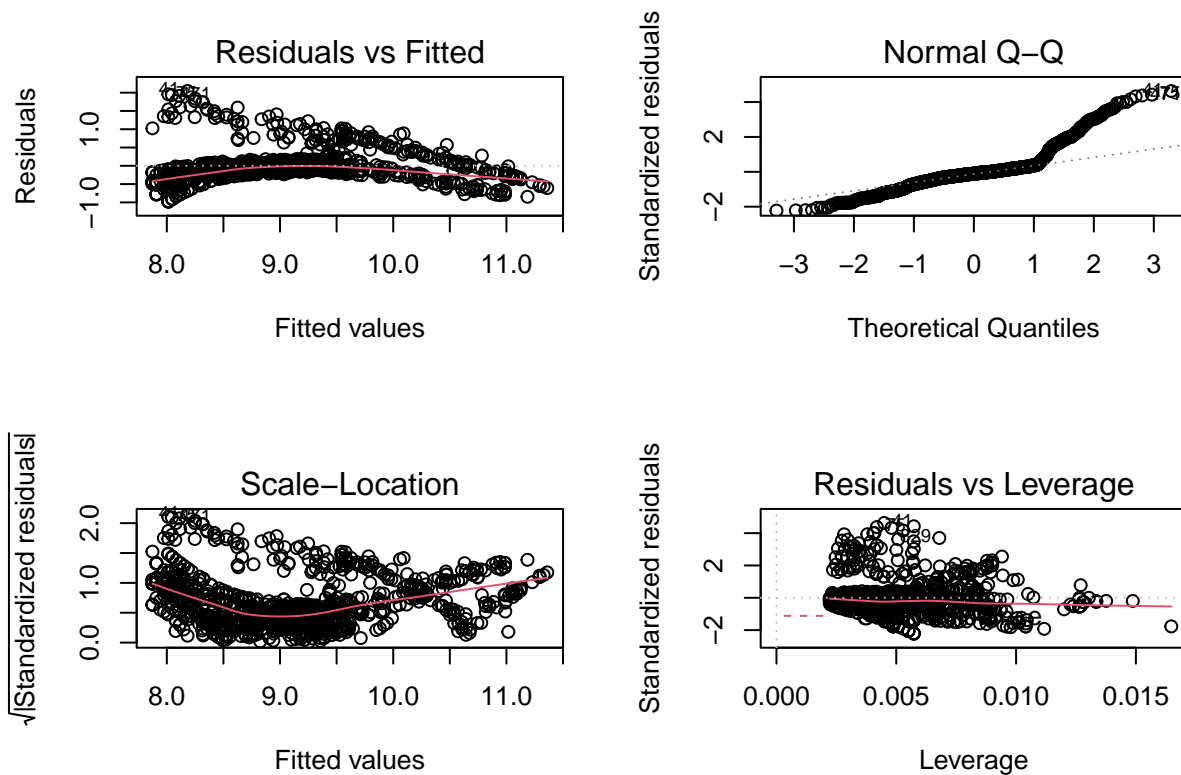 Residuals vs Fitted
Residuals
1.0
−1.0
8.0 9.0 10.0 11.0
Fitted values
Normal Q−Q
Standardized residuals
2
−2
−3 −2 −1 0 1 2 3
Theoretical Quantiles
Scale−Location
√|Standardized residuals|
2.0
1.0
0.0
8.0 9.0 10.0 11.0
Fitted values
Residuals vs Leverage
Standardized residuals
2
−2
0.000 0.005 0.010 0.015
Leverage